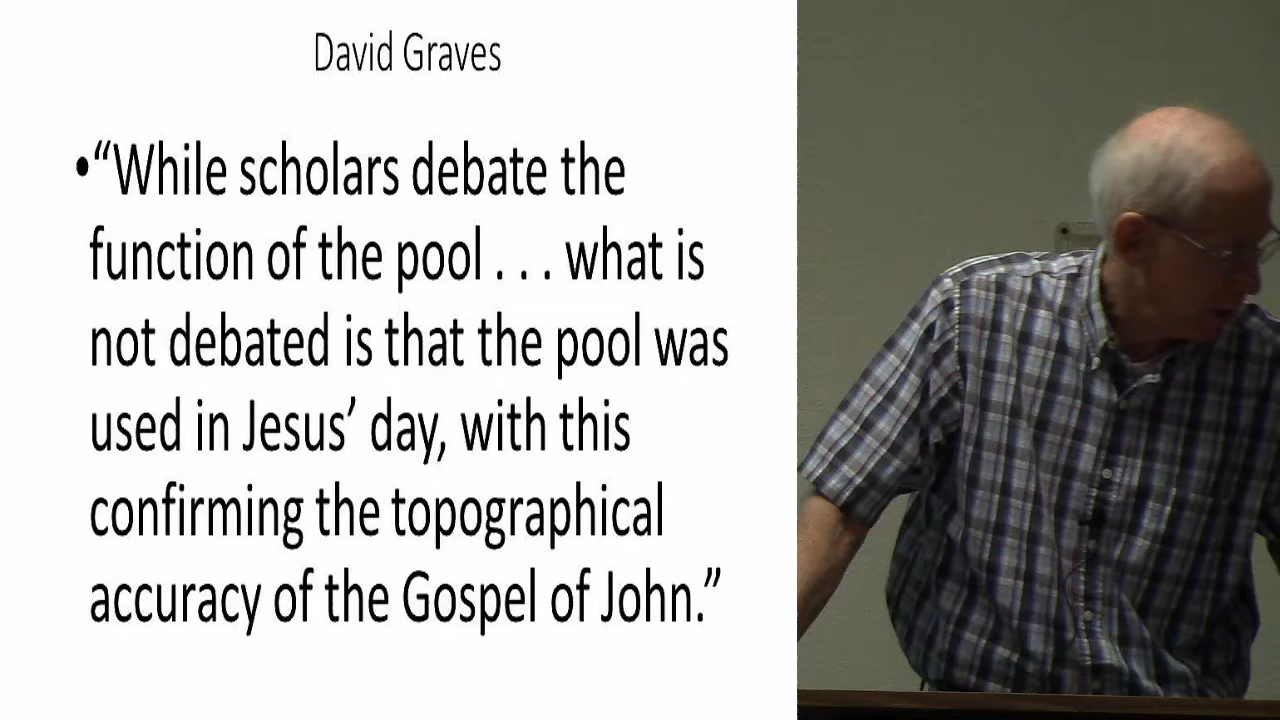 David Graves
•“While scholars debate the
function of the pool . . . what is
not debated is that the pool was
used in Jesus’ day, with this
confirming the topographical
accuracy of the Gospel of John.”